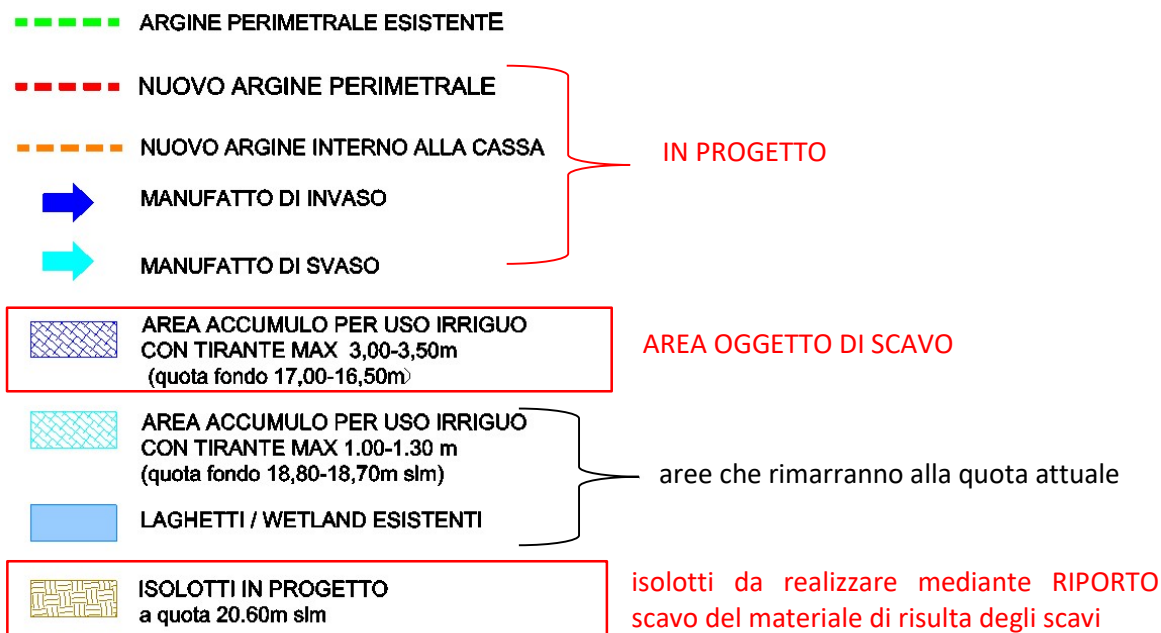 ARGINE PERIMETRALE ESISTENTE
NUOVO ARGINE PERIMETRALE
NUOVO ARGINE INTERNO ALLA CASSA
MANUFATTO DI INVASO
MANUFATTO DI SVASO
IN PROGETTO
AREA ACCUMULO PER USO IRRIGUO
CON TIRANTE MAX 3,00-3,50m
(quota fondo 17,00-16,50m)
AREA OGGETTO DI SCAVO
AREA ACCUMULO PER USO IRRIGUO
CON TIRANTE MAX 1.00-1.30 m
(quota fondo 18,80-18,70m slm)
LAGHETTI / WETLAND ESISTENTI
aree che rimarranno alla quota attuale
ISOLOTTI IN PROGETTO
a quota 20.60m slm
isolotti da realizzare mediante RIPORTO
scavo del materiale di risulta degli scavi